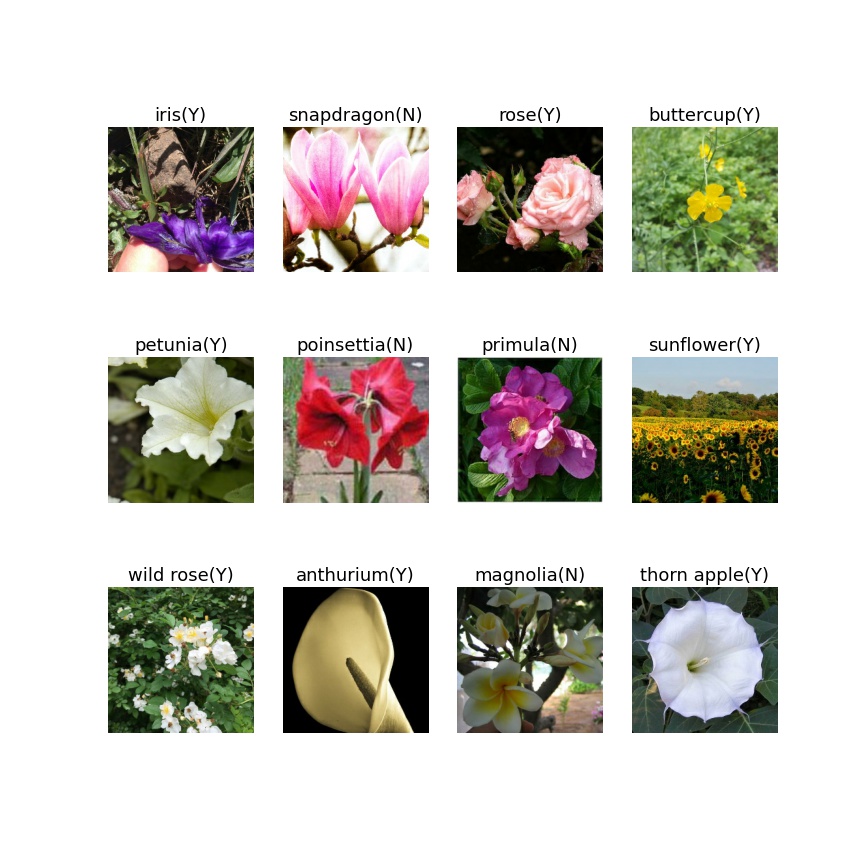 iris(Y)
snapdragon(N)
rose(Y)
buttercup(Y)
petunia(Y)
poinsettia(N)
primula(N)
sunflower(Y)
wild rose(Y)
anthurium(Y)
magnolia(N)
thorn apple(Y)